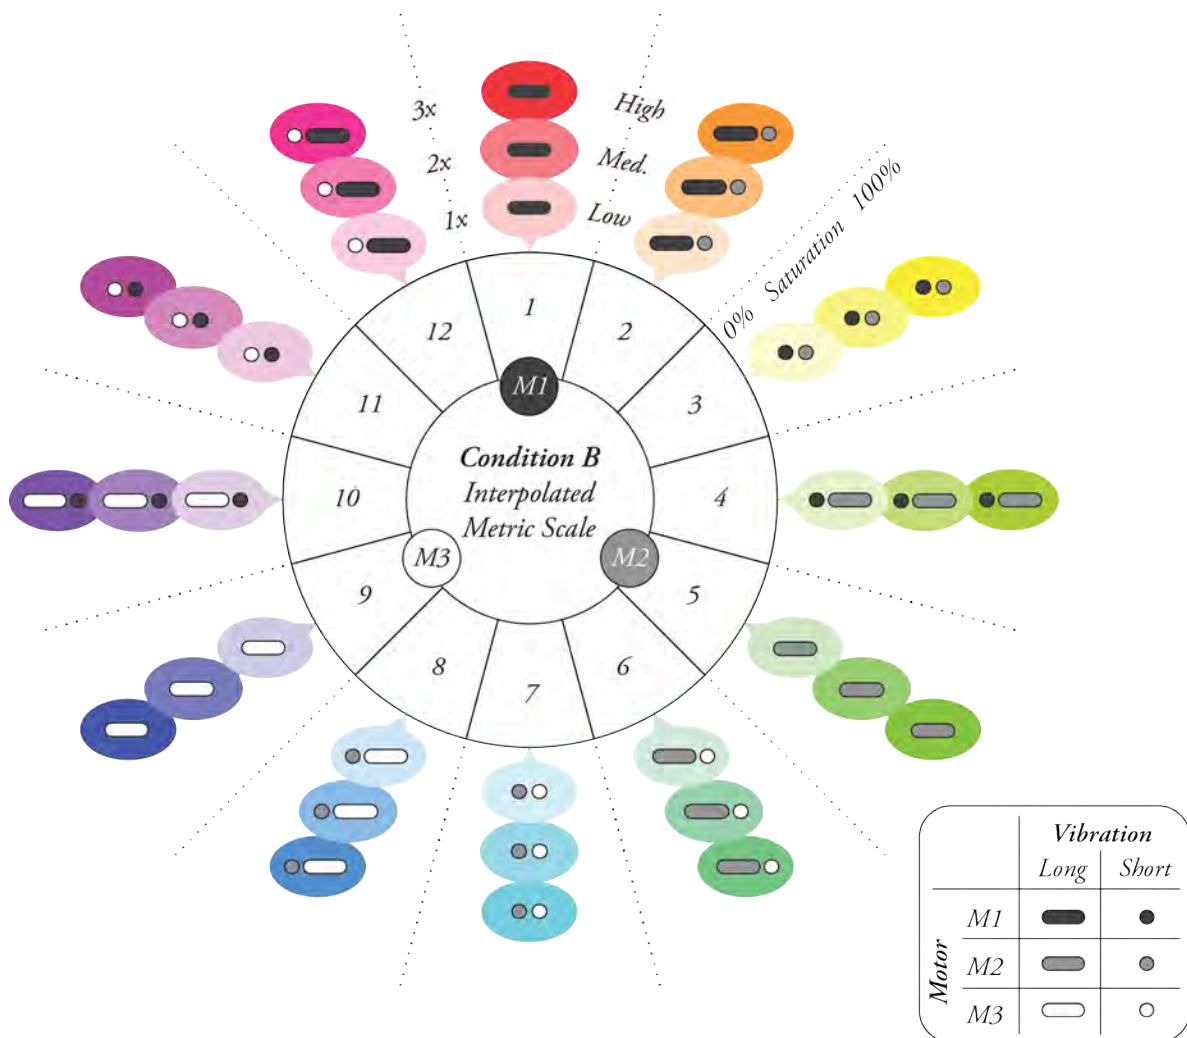 3x
High
2x
Med.
1x
Low
0% Saturation 100%
1
2
3
4
5
6
7
8
9
10
11
12
M1
Condition B
Interpolated
Metric Scale
M3
M2
Vibration
Long
Short
Motor
M1
M2
M3